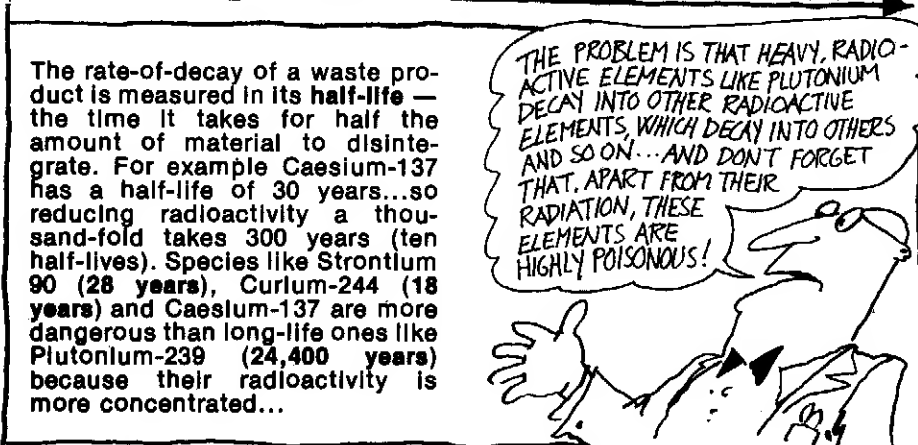 The rate-of-decay of a waste pro-
duct is measured in its half-life —
the time it takes for half the
amount of material to disinte-
grate. For example Caesium-137
has a half-life of 30 years...so
reducing radioactivity a thou-
sand-fold takes 300 years (ten
half-lives). Species like Strontium
90 (28 years), Curium-244 (18
years) and Caesium-137 are more
dangerous than long-life ones like
Plutonium-239 (24,400 years)
because their radioactivity is
more concentrated...
THE PROBLEM IS THAT HEAVY, RADIO-
ACTIVE ELEMENTS LIKE PLUTONIUM
DECAY INTO OTHER RADIOACTIVE
ELEMENTS, WHICH DECAY INTO OTHERS
AND SO ON...AND DON'T FORGET
THAT, APART FROM THEIR
RADIATION, THESE
ELEMENTS ARE
HIGHLY POISONOUS!